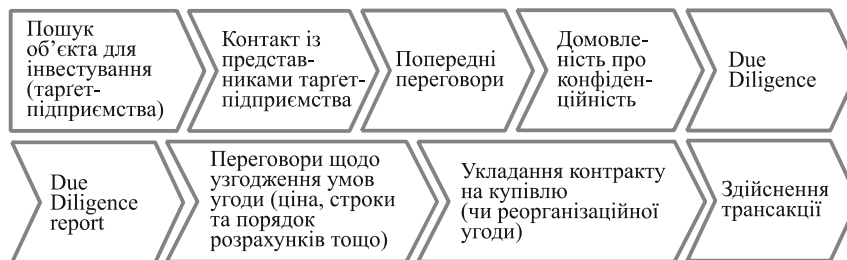 Пошук
об’єкта для
інвестування
(тарґет-
підприємства)
Контакт із
представ-
никами тарґет-
підприємства
Попередні
переговори
Домовле-
ність про
конфіден-
ційність
Due
Diligence
Due
Diligence
report
Переговори щодо
узгодження умов
угоди (ціна, строки
та порядок
розрахунків тощо)
Укладання контракту
на купівлю
(чи реорганізаційної
угоди)
Здійснення
трансакції